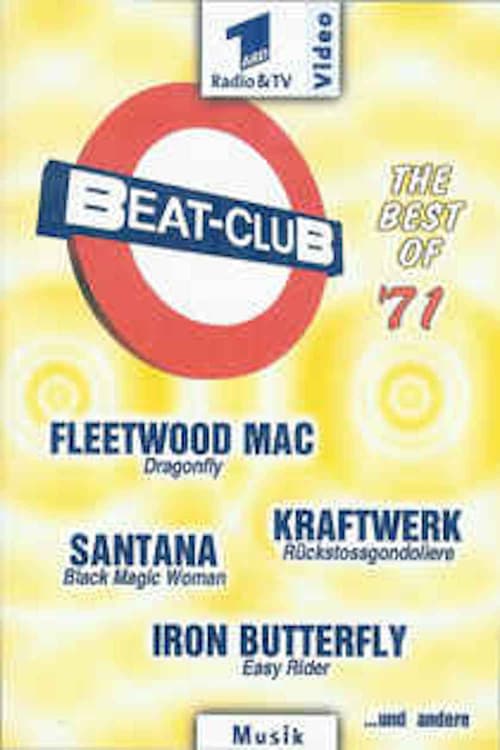 1
ARD
Radio & TV
Video
BEAT-CLUB
THE
BEST
OF
'71
FLEETWOOD MAC
Dragonfly
KRAFTWERK
Rückstossgondoliere
SANTANA
Black Magic Woman
IRON BUTTERFLY
Easy Rider
...und andere
Musik